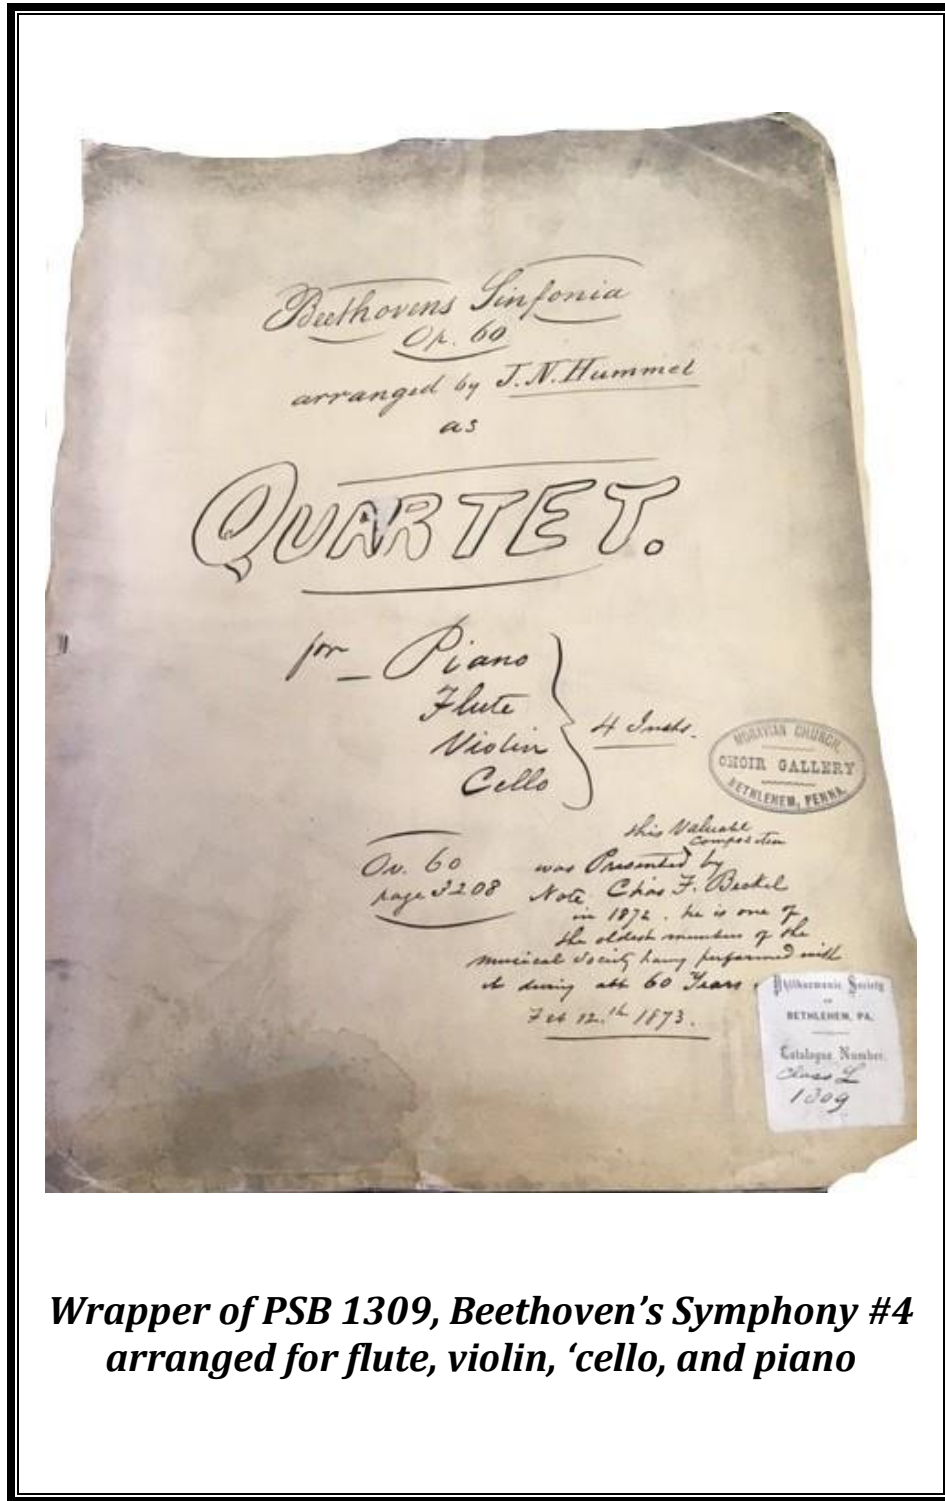 Beethovens Sinfonia
Op. 60
arranged by J. N. Hummel
as
QUARTET.
for Piano
Flute
Violin
Cello
4 Insts.
MORAVIAN CHURCH,
CHOIR GALLERY
BETHLEHEM, PENNA.
Ov. 60
page 3208
this Valuable
composition
was Presented by
Note. Chas F. Beckel
in 1872. he is one of
the oldest members of the
musical Society having performed with
it during abt 60 Years
Feb 12.th 1873.
Philharmonic Society
OF
BETHLEHEM, PA.
Catalogue Number,
Class L
1309
Wrapper of PSB 1309, Beethoven’s Symphony #4
arranged for flute, violin, ‘cello, and piano